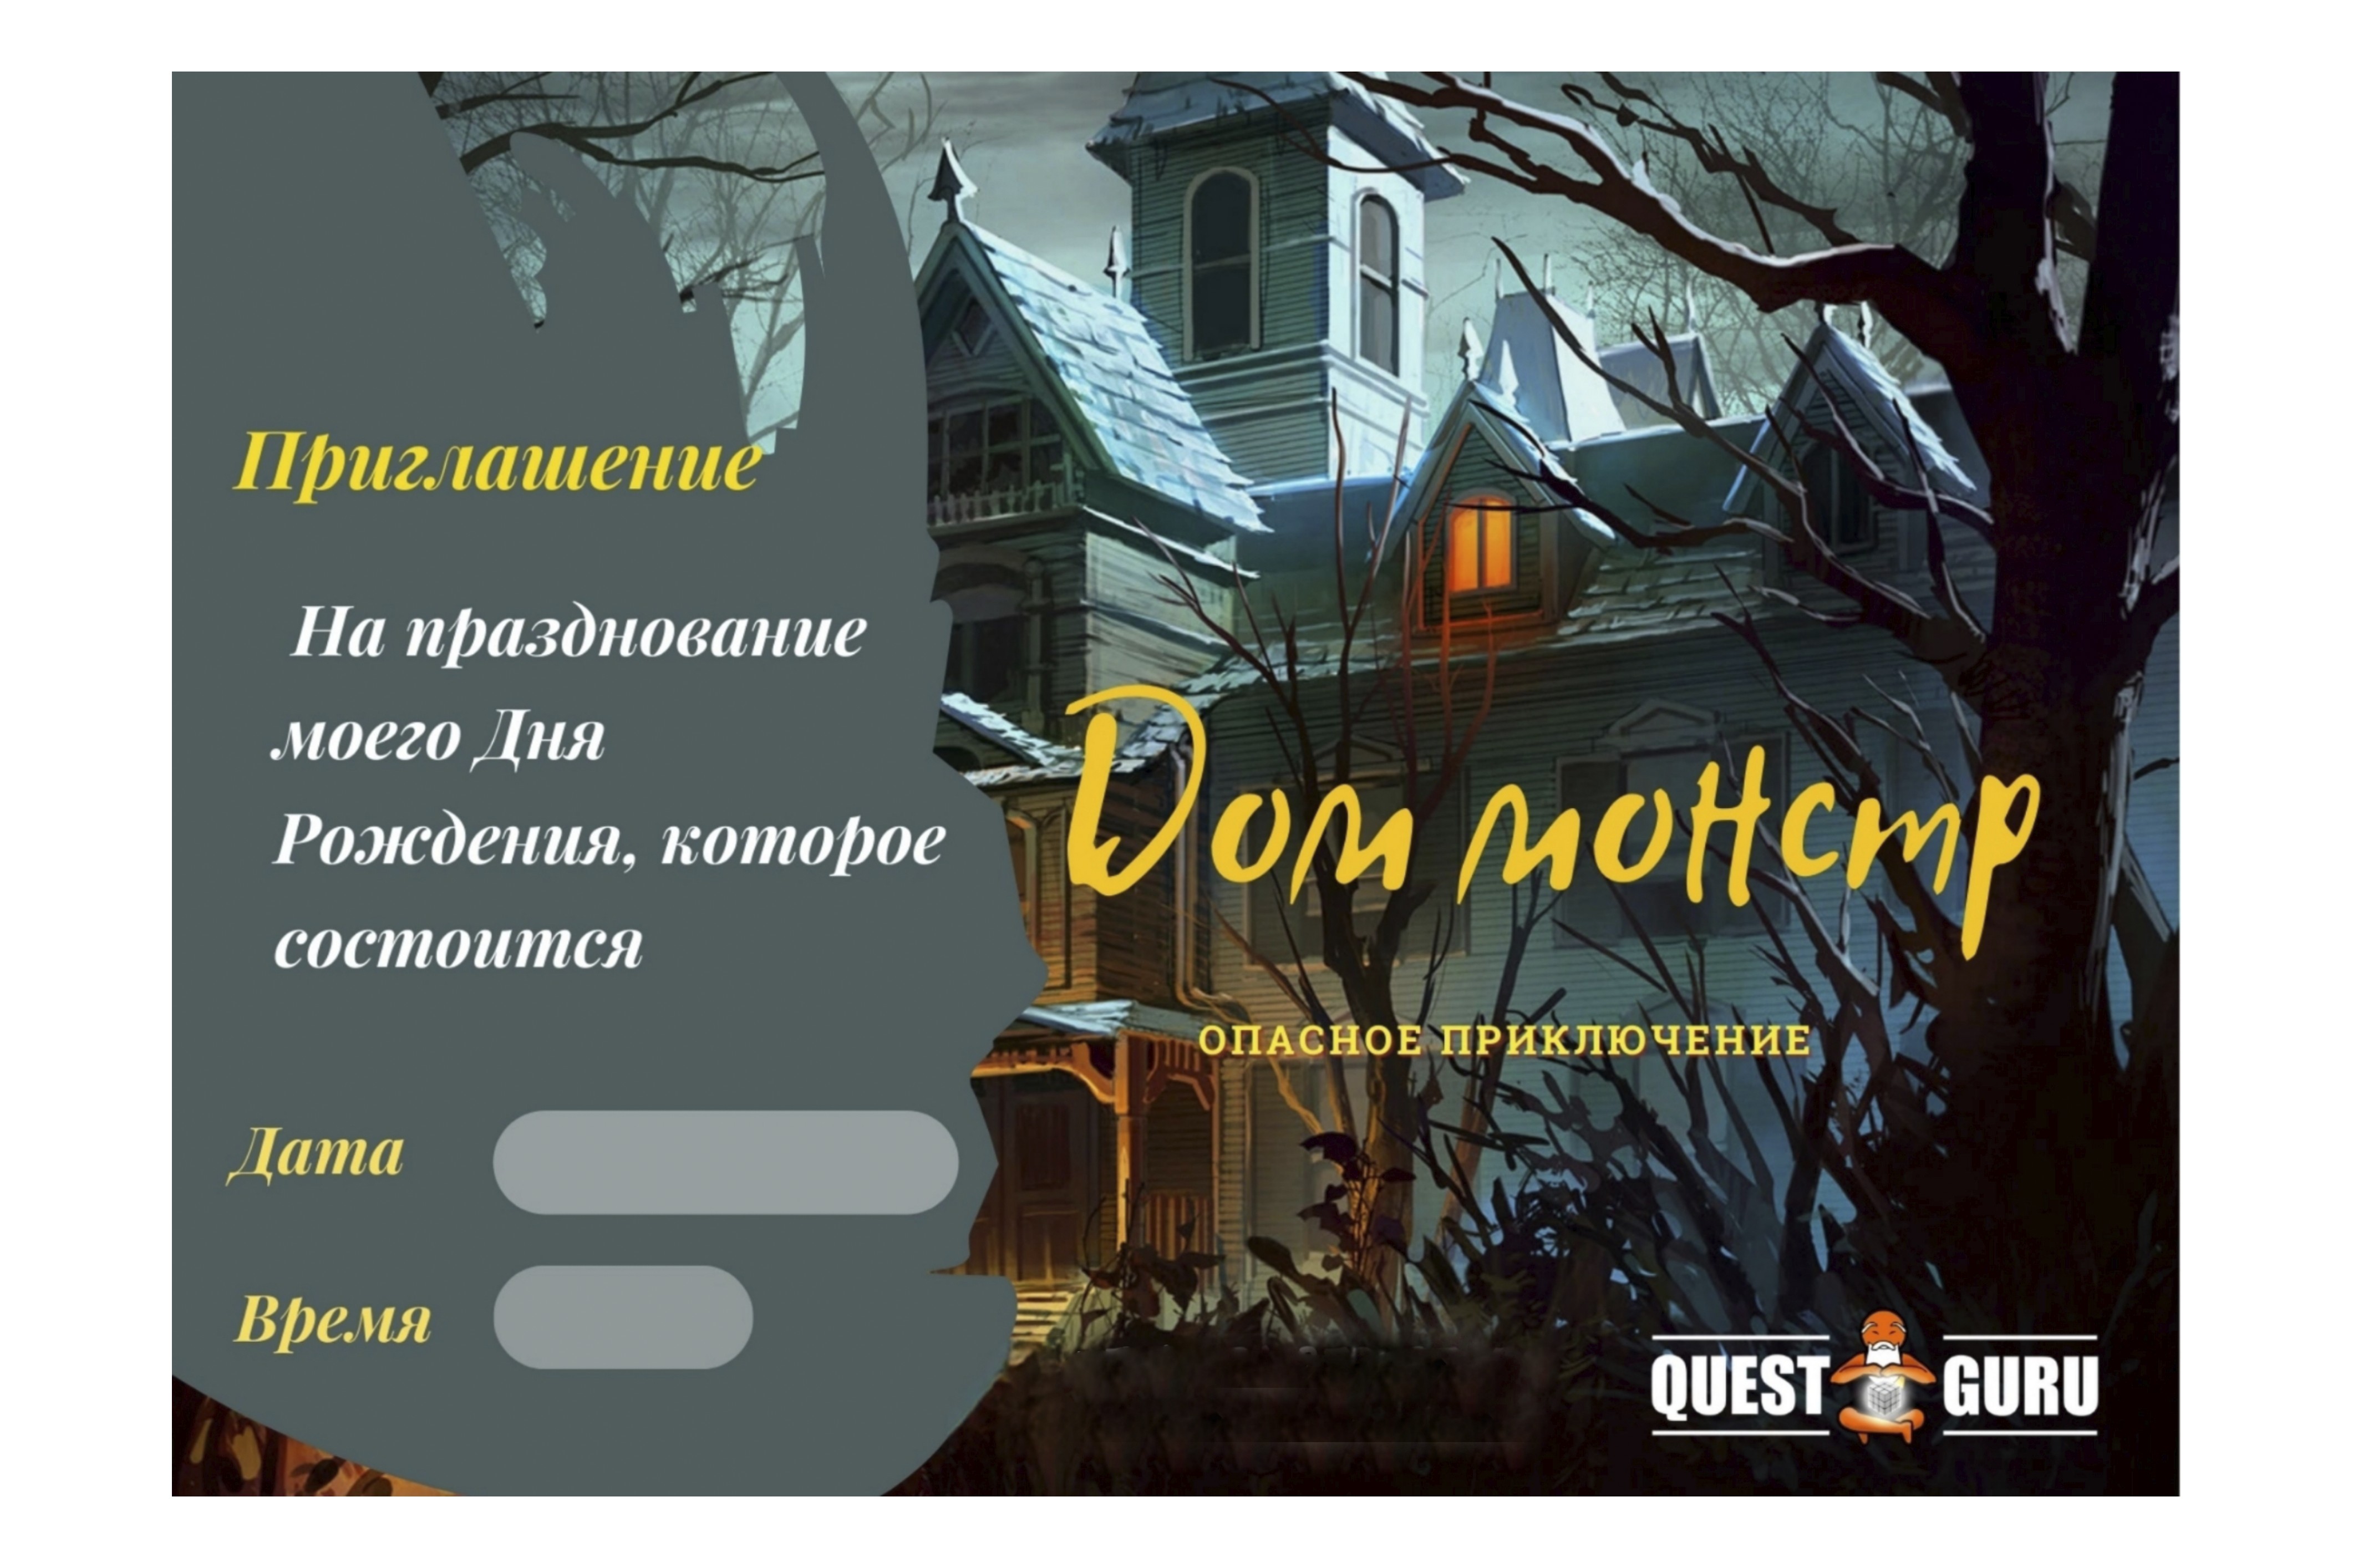 Приглашение
На празднование
моего Дня
Рождения, которое
состоится
Дата
Время
Дом монстр
ОПАСНОЕ ПРИКЛЮЧЕНИЕ
QUEST GURU